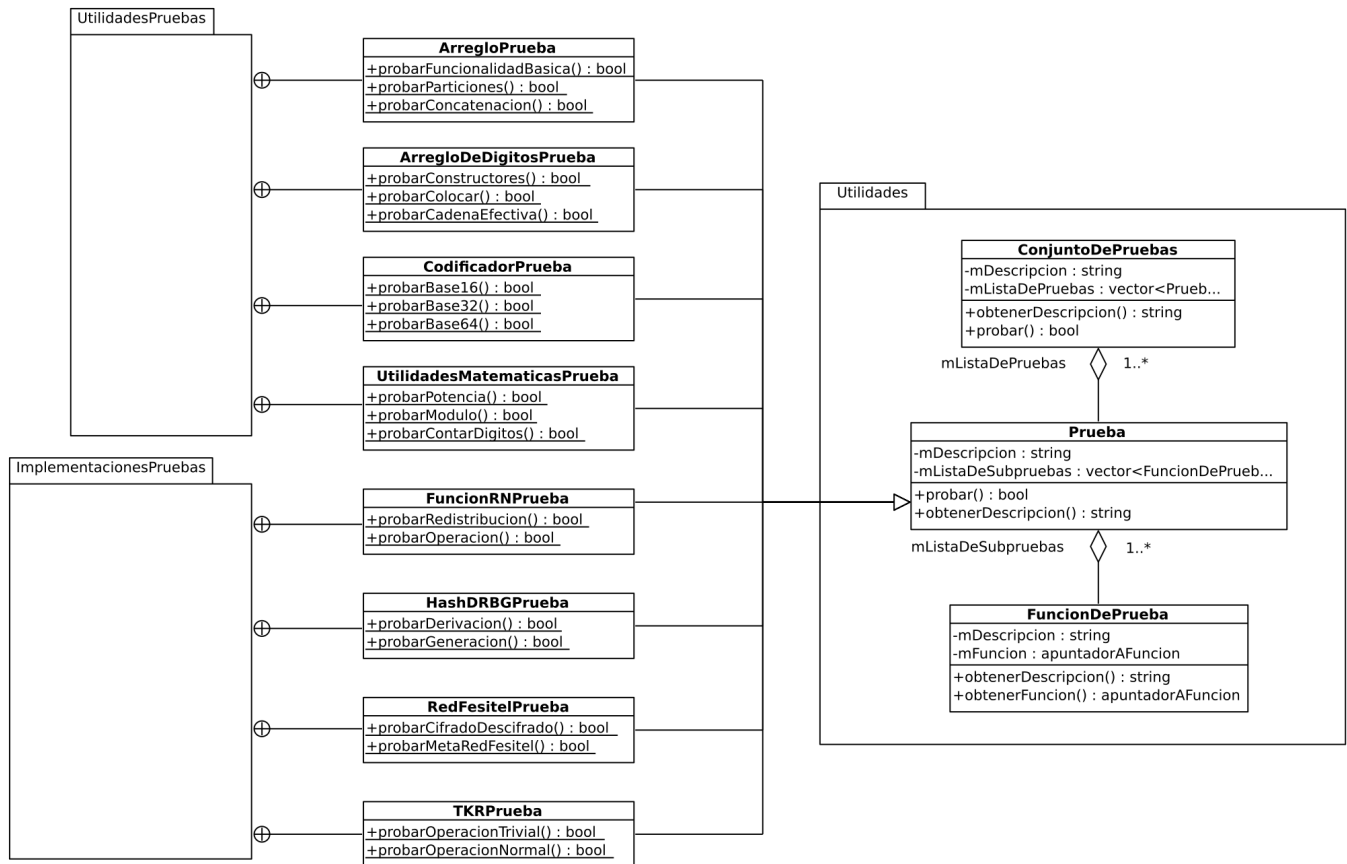 UtilidadesPruebas
ArregloPrueba
+probarFuncionalidadBasica() : bool
+probarParticiones() : bool
+probarConcatenacion() : bool
ArregloDeDigitosPrueba
+probarConstructores() : bool
+probarColocar() : bool
+probarCadenaEfectiva() : bool
CodificadorPrueba
+probarBase16() : bool
+probarBase32() : bool
+probarBase64() : bool
UtilidadesMatematicasPrueba
+probarPotencia() : bool
+probarModulo() : bool
+probarContarDigitos() : bool
ImplementacionesPruebas
FuncionRNPrueba
+probarRedistribucion() : bool
+probarOperacion() : bool
HashDRBGPrueba
+probarDerivacion() : bool
+probarGeneracion() : bool
RedFesitelPrueba
+probarCifradoDescifrado() : bool
+probarMetaRedFesitel() : bool
TKRPrueba
+probarOperacionTrivial() : bool
+probarOperacionNormal() : bool
Utilidades
ConjuntoDePruebas
-mDescripcion : string
-mListaDePruebas : vector<Prueb...
+obtenerDescripcion() : string
+probar() : bool
mListaDePruebas 1..*
Prueba
-mDescripcion : string
-mListaDeSubpruebas : vector<FuncionDePrueb...
+probar() : bool
+obtenerDescripcion() : string
mListaDeSubpruebas 1..*
FuncionDePrueba
-mDescripcion : string
-mFuncion : apuntadorAFuncion
+obtenerDescripcion() : string
+obtenerFuncion() : apuntadorAFuncion